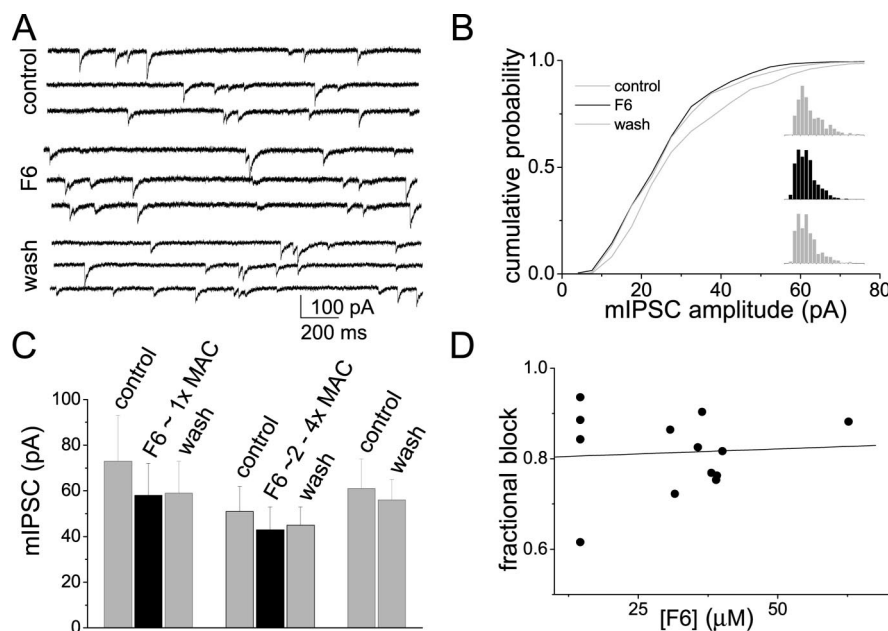 A
control
F6
wash
100 pA
200 ms
B
cumulative probability
1.0
0.5
0.0
control
F6
wash
0
20
40
60
80
mIPSC amplitude (pA)
C
mIPSC (pA)
100
80
60
40
20
0
control
F6 ~ 1x MAC
wash
control
F6 ~2 - 4x MAC
wash
control
wash
D
fractional block
1.0
0.8
0.6
25
50
[F6] (μM)